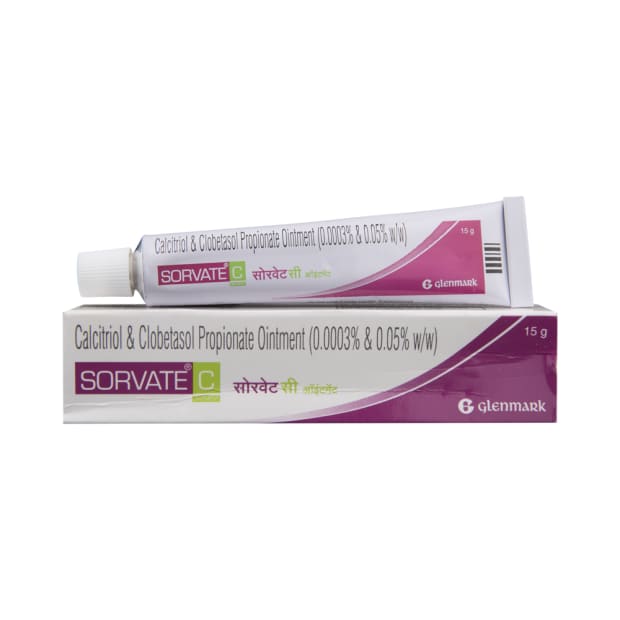 Calcitriol & Clobetasol Propionate Ointment (0.0003% & 0.05% w/w)
15 g
SORVATE® C सोरवेट सी ऑइंटमेंट
Glenmark
Calcitriol & Clobetasol Propionate Ointment (0.0003% & 0.05% w/w)
15 g
SORVATE® C सोरवेट सी ऑइंटमेंट
Glenmark